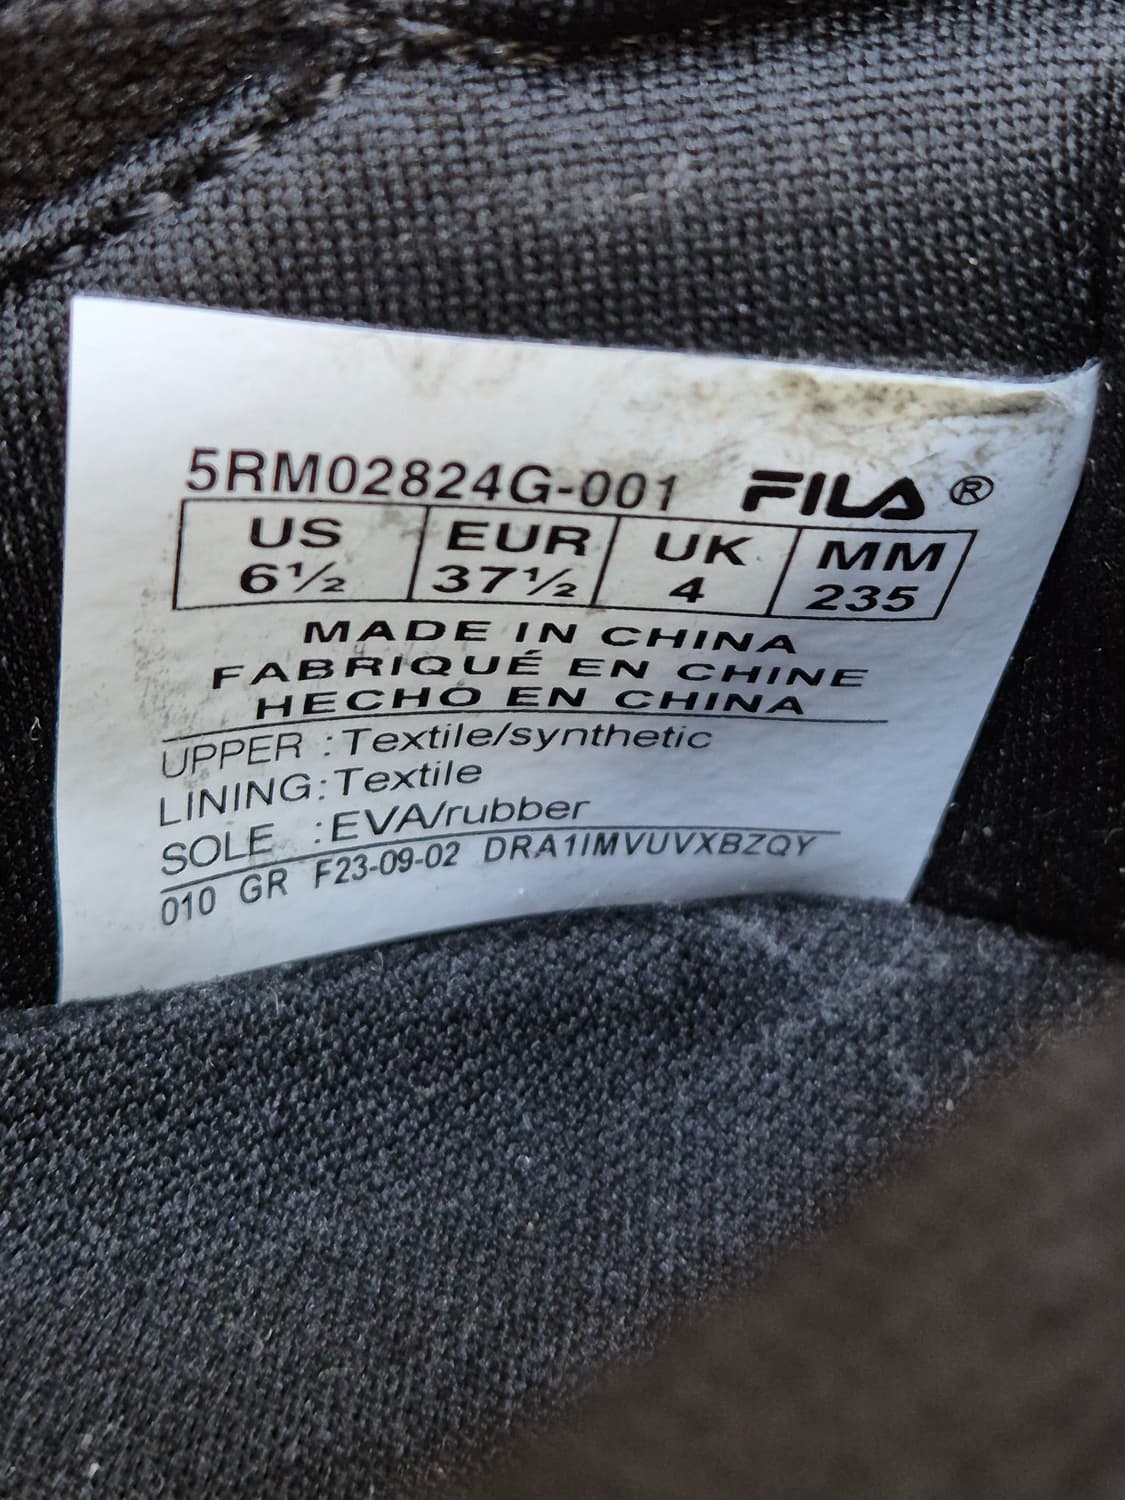 5RM02824G-001 FILA®
US EUR UK MM
6½ 37½ 4 235
MADE IN CHINA
FABRIQUÉ EN CHINE
HECHO EN CHINA
UPPER :Textile/synthetic
LINING:Textile
SOLE :EVA/rubber
010 GR F23-09-02 DRA1IMVUVXBZQY